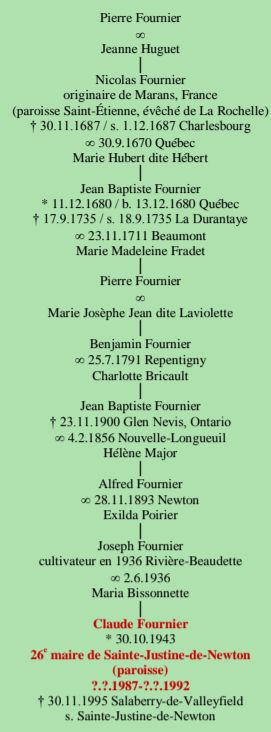 Pierre Fournier
∞
Jeanne Huguet
Nicolas Fournier
originaire de Marans, France
(paroisse Saint-Étienne, évêché de La Rochelle)
† 30.11.1687 / s. 1.12.1687 Charlesbourg
∞ 30.9.1670 Québec
Marie Hubert dite Hébert
Jean Baptiste Fournier
* 11.12.1680 / b. 13.12.1680 Québec
† 17.9.1735 / s. 18.9.1735 La Durantaye
∞ 23.11.1711 Beaumont
Marie Madeleine Fradet
Pierre Fournier
∞
Marie Josèphe Jean dite Laviolette
Benjamin Fournier
∞ 25.7.1791 Repentigny
Charlotte Bricault
Jean Baptiste Fournier
† 23.11.1900 Glen Nevis, Ontario
∞ 4.2.1856 Nouvelle-Longueuil
Hélène Major
Alfred Fournier
∞ 28.11.1893 Newton
Exilda Poirier
Joseph Fournier
cultivateur en 1936 Rivière-Beaudette
∞ 2.6.1936
Maria Bissonnette
Claude Fournier
* 30.10.1943
26e maire de Sainte-Justine-de-Newton
(paroisse)
?.?.1987-?.?.1992
† 30.11.1995 Salaberry-de-Valleyfield
s. Sainte-Justine-de-Newton